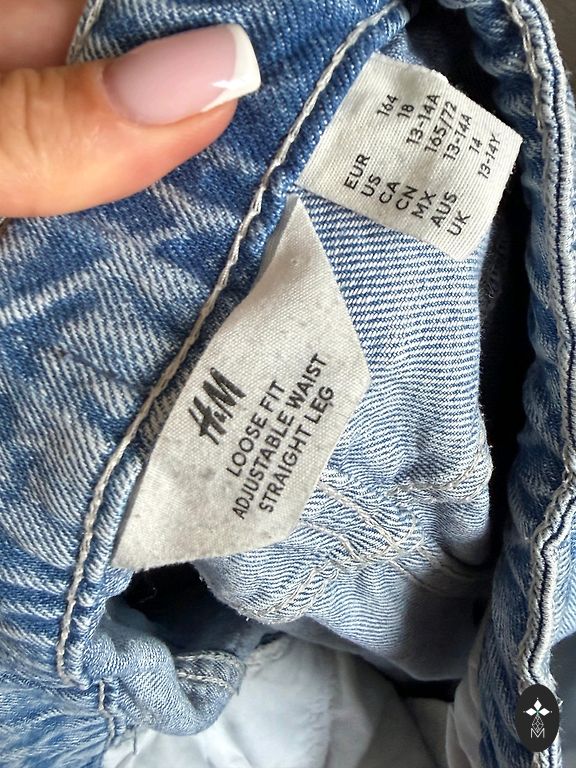 EUR 164
US 18
CA 13-14A
CN 165/72
MX 13-14A
AUS 14
UK 13-14Y
H&M
LOOSE FIT
ADJUSTABLE WAIST
STRAIGHT LEG
M